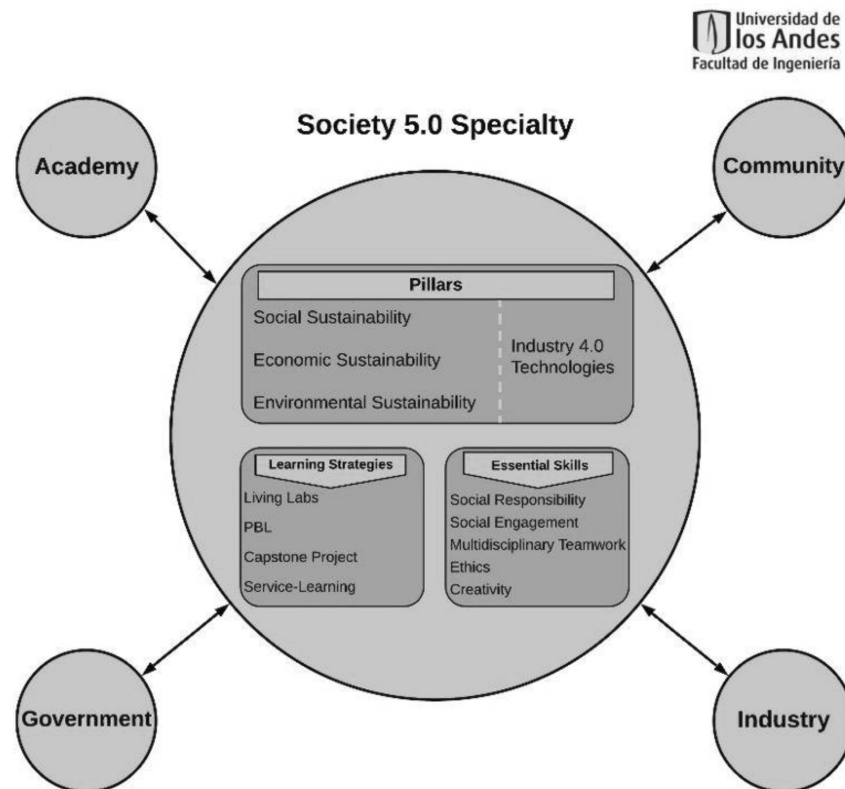 Universidad de
los Andes
Facultad de Ingeniería
Society 5.0 Specialty
Academy
Community
Pillars
Social Sustainability
Economic Sustainability
Environmental Sustainability
Industry 4.0
Technologies
Learning Strategies
Living Labs
PBL
Capstone Project
Service-Learning
Essential Skills
Social Responsibility
Social Engagement
Multidisciplinary Teamwork
Ethics
Creativity
Government
Industry